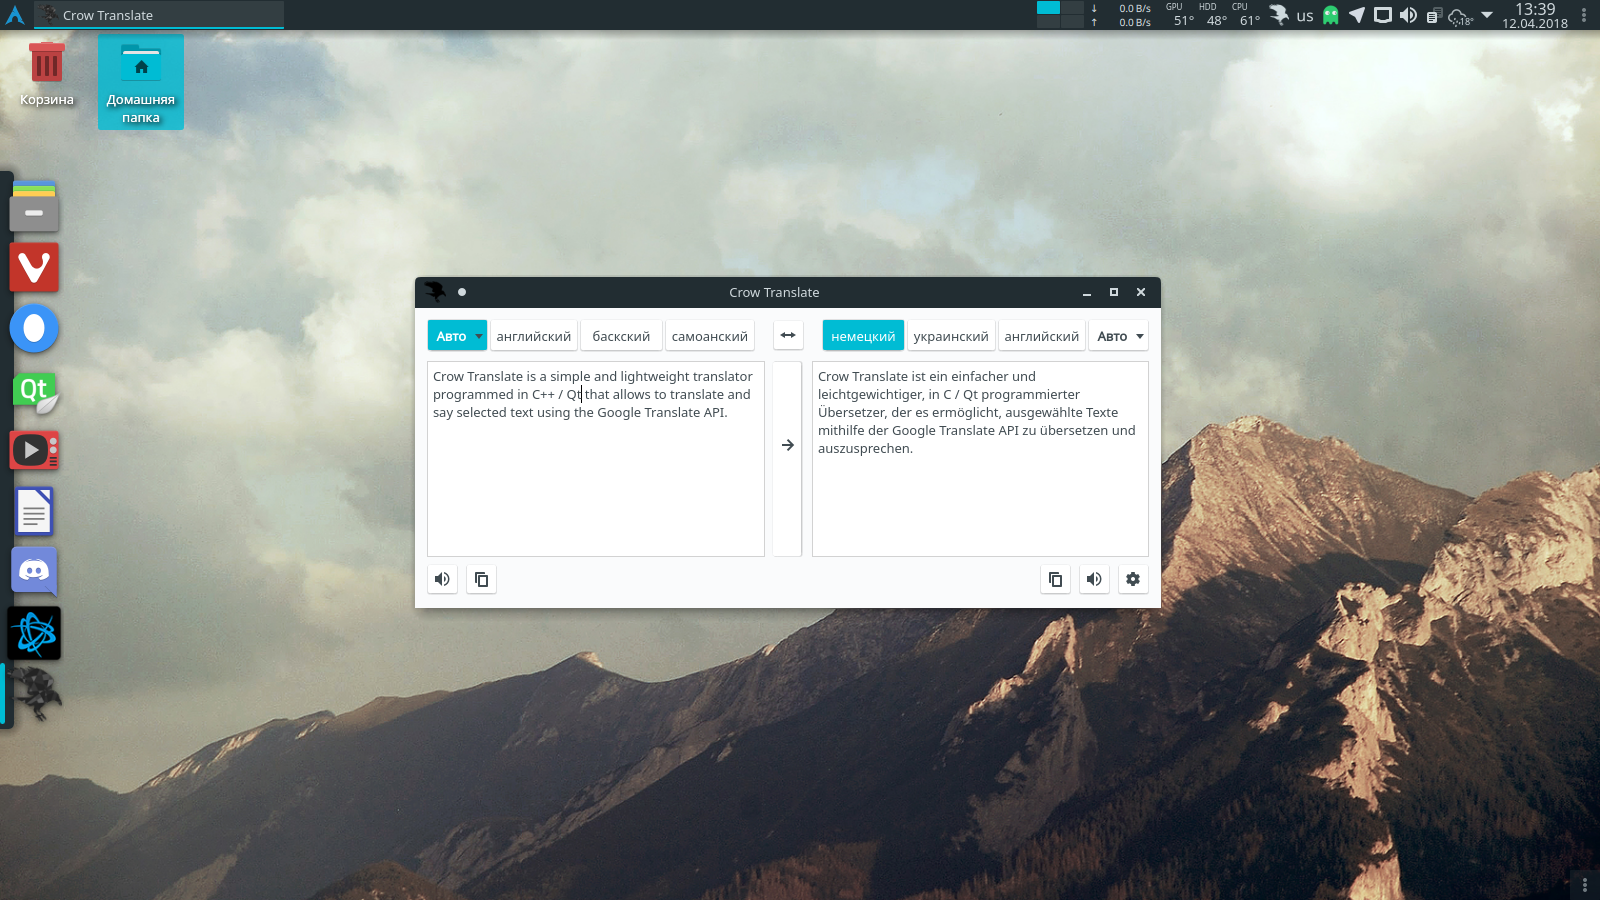 Crow Translate
↓ 0.0 B/s
↑ 0.0 B/s
GPU HDD CPU
51° 48° 61°
us
18°
13:39
12.04.2018
Корзина
Домашняя
папка
Qt
Crow Translate
Авто английский баскский самоанский
немецкий украинский английский Авто
Crow Translate is a simple and lightweight translator
programmed in C++ / Qt that allows to translate and
say selected text using the Google Translate API.
Crow Translate ist ein einfacher und
leichtgewichtiger, in C / Qt programmierter
Übersetzer, der es ermöglicht, ausgewählte Texte
mithilfe der Google Translate API zu übersetzen und
auszusprechen.